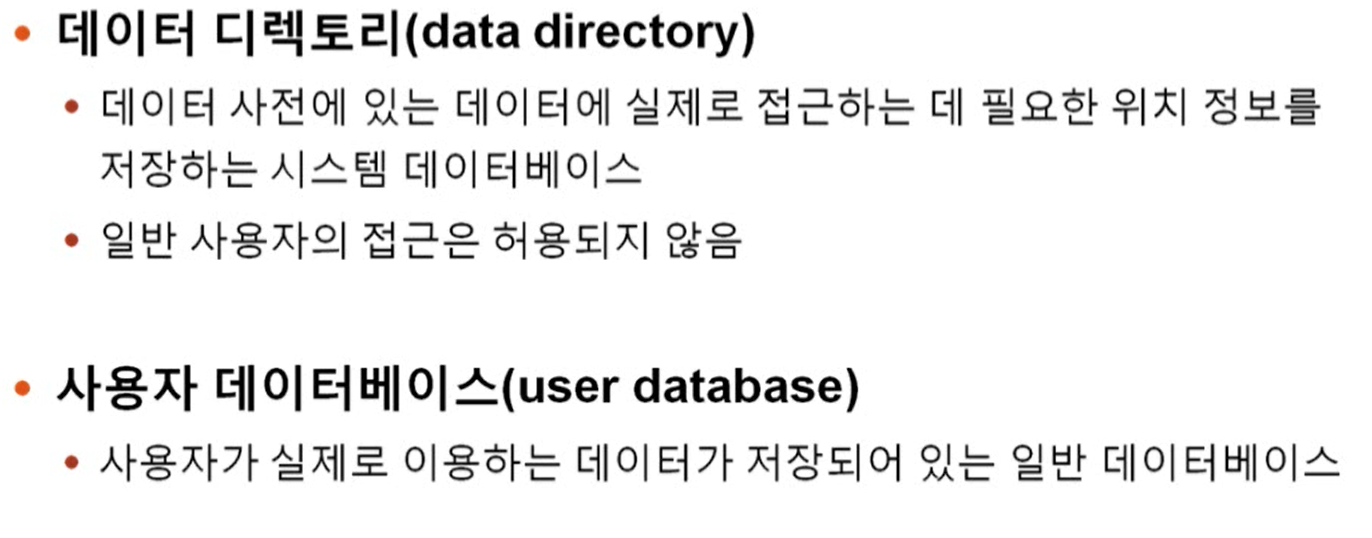 • 데이터 디렉토리(data directory)
• 데이터 사전에 있는 데이터에 실제로 접근하는 데 필요한 위치 정보를
저장하는 시스템 데이터베이스
• 일반 사용자의 접근은 허용되지 않음
• 사용자 데이터베이스(user database)
• 사용자가 실제로 이용하는 데이터가 저장되어 있는 일반 데이터베이스